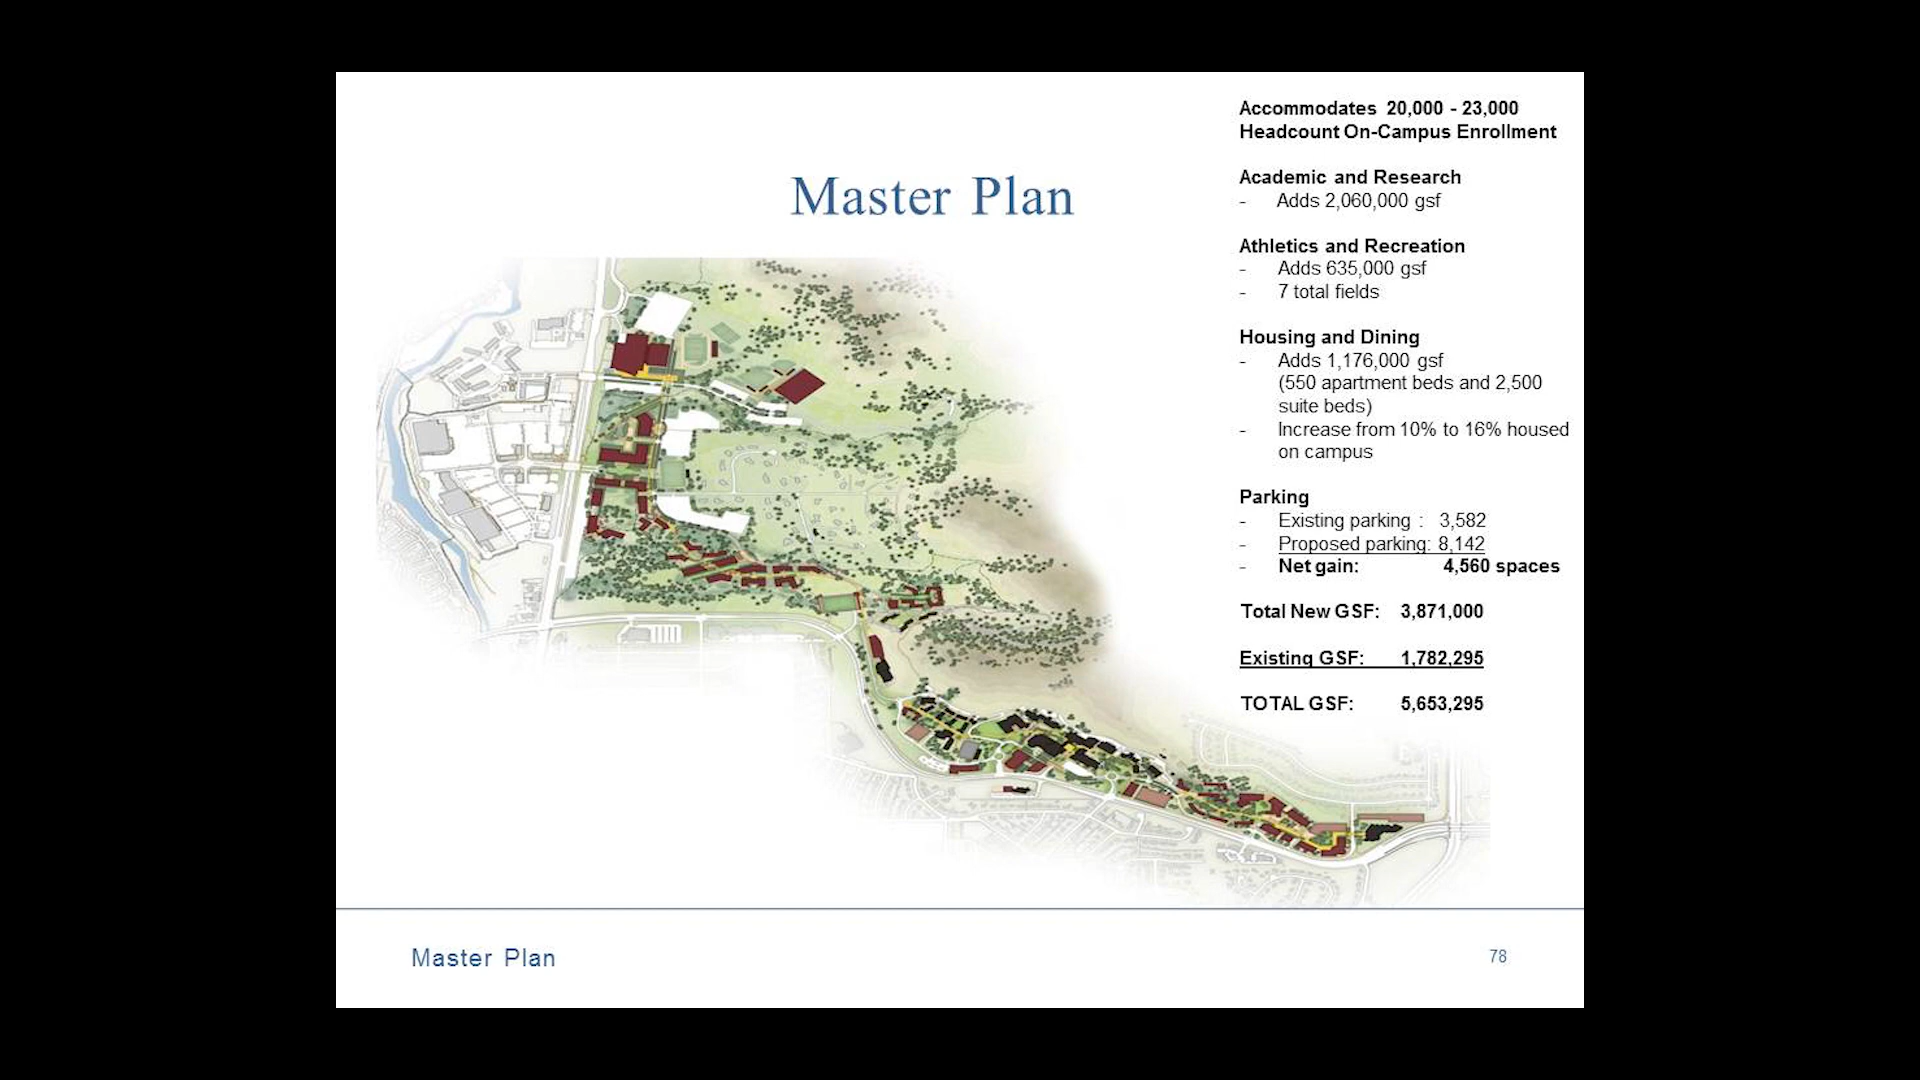 Master Plan
Accommodates 20,000 - 23,000
Headcount On-Campus Enrollment
Academic and Research
- Adds 2,060,000 gsf
Athletics and Recreation
- Adds 635,000 gsf
- 7 total fields
Housing and Dining
- Adds 1,176,000 gsf
(550 apartment beds and 2,500
suite beds)
- Increase from 10% to 16% housed
on campus
Parking
- Existing parking : 3,582
- Proposed parking: 8,142
- Net gain: 4,560 spaces
Total New GSF: 3,871,000
Existing GSF: 1,782,295
TOTAL GSF: 5,653,295
Master Plan
78